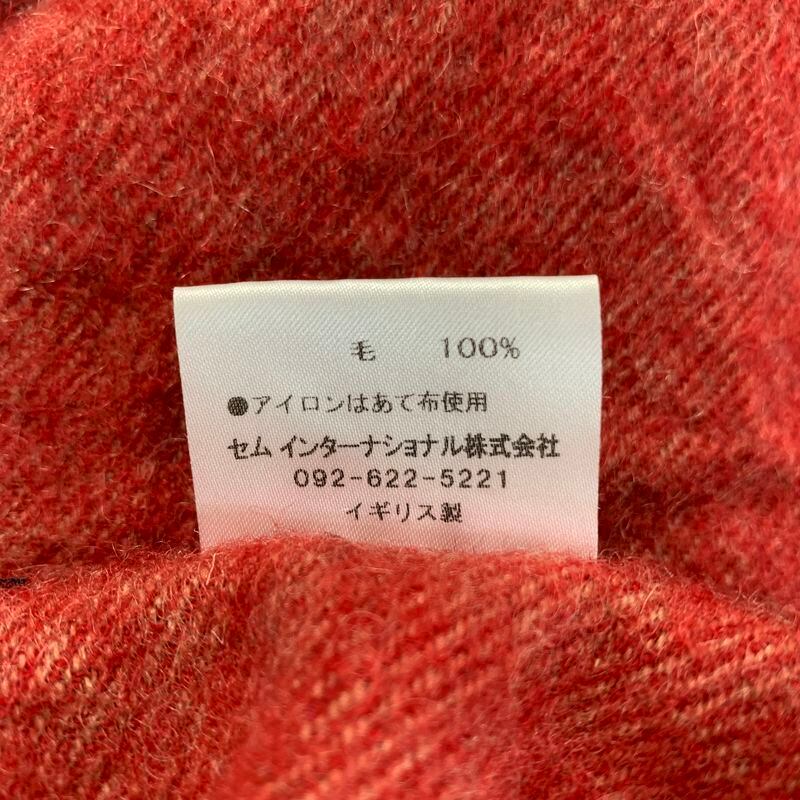 毛 100%
●アイロンはあて布使用
セムインターナショナル株式会社
092-622-5221
イギリス製